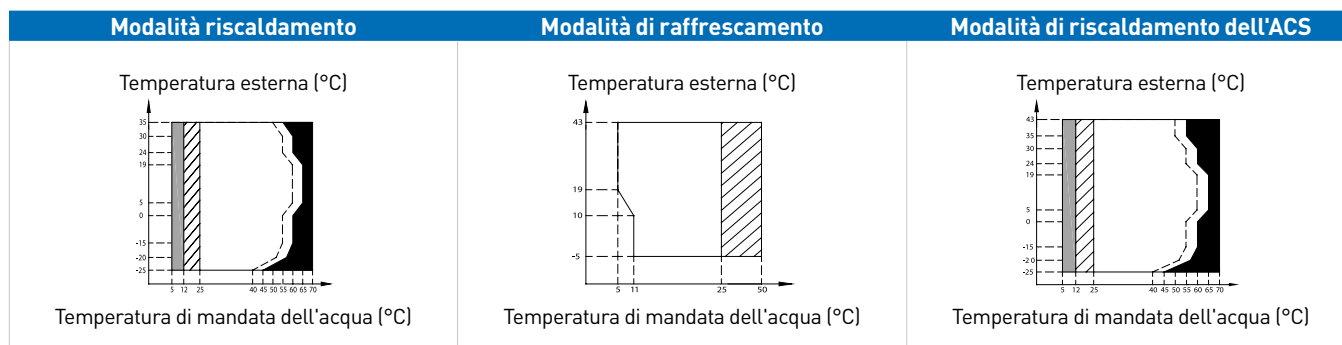 Modalità riscaldamento
Temperatura esterna (°C)
35
30
24
19
5
0
-15
-20
-25
5 12 25 40 45 50 55 60 65 70
Temperatura di mandata dell'acqua (°C)
Modalità di raffrescamento
Temperatura esterna (°C)
43
19
10
-5
5 11 25 50
Temperatura di mandata dell'acqua (°C)
Modalità di riscaldamento dell'ACS
Temperatura esterna (°C)
43
35
30
24
19
5
0
-15
-20
-25
5 12 25 40 45 50 55 60 65 70
Temperatura di mandata dell'acqua (°C)